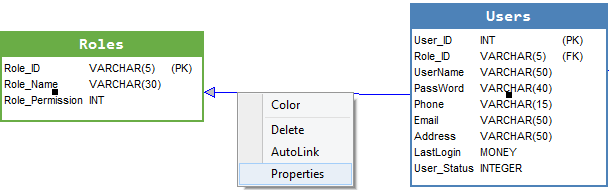 Roles
Role_ID VARCHAR(5) (PK)
Role_Name VARCHAR(30)
Role_Permission INT
Color
Delete
AutoLink
Properties
Users
User_ID INT (PK)
Role_ID VARCHAR(5) (FK)
UserName VARCHAR(50)
PassWord VARCHAR(40)
Phone VARCHAR(15)
Email VARCHAR(50)
Address VARCHAR(50)
LastLogin MONEY
User_Status INTEGER